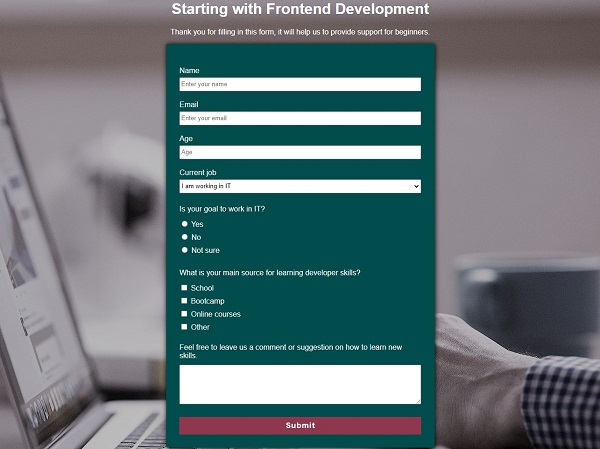 Starting with Frontend Development
Thank you for filling in this form, it will help us to provide support for beginners.
Name
Enter your name
Email
Enter your email
Age
Age
Current job
I am working in IT
Is your goal to work in IT?
Yes
No
Not sure
What is your main source for learning developer skills?
School
Bootcamp
Online courses
Other
Feel free to leave us a comment or suggestion on how to learn new
skills.
Submit